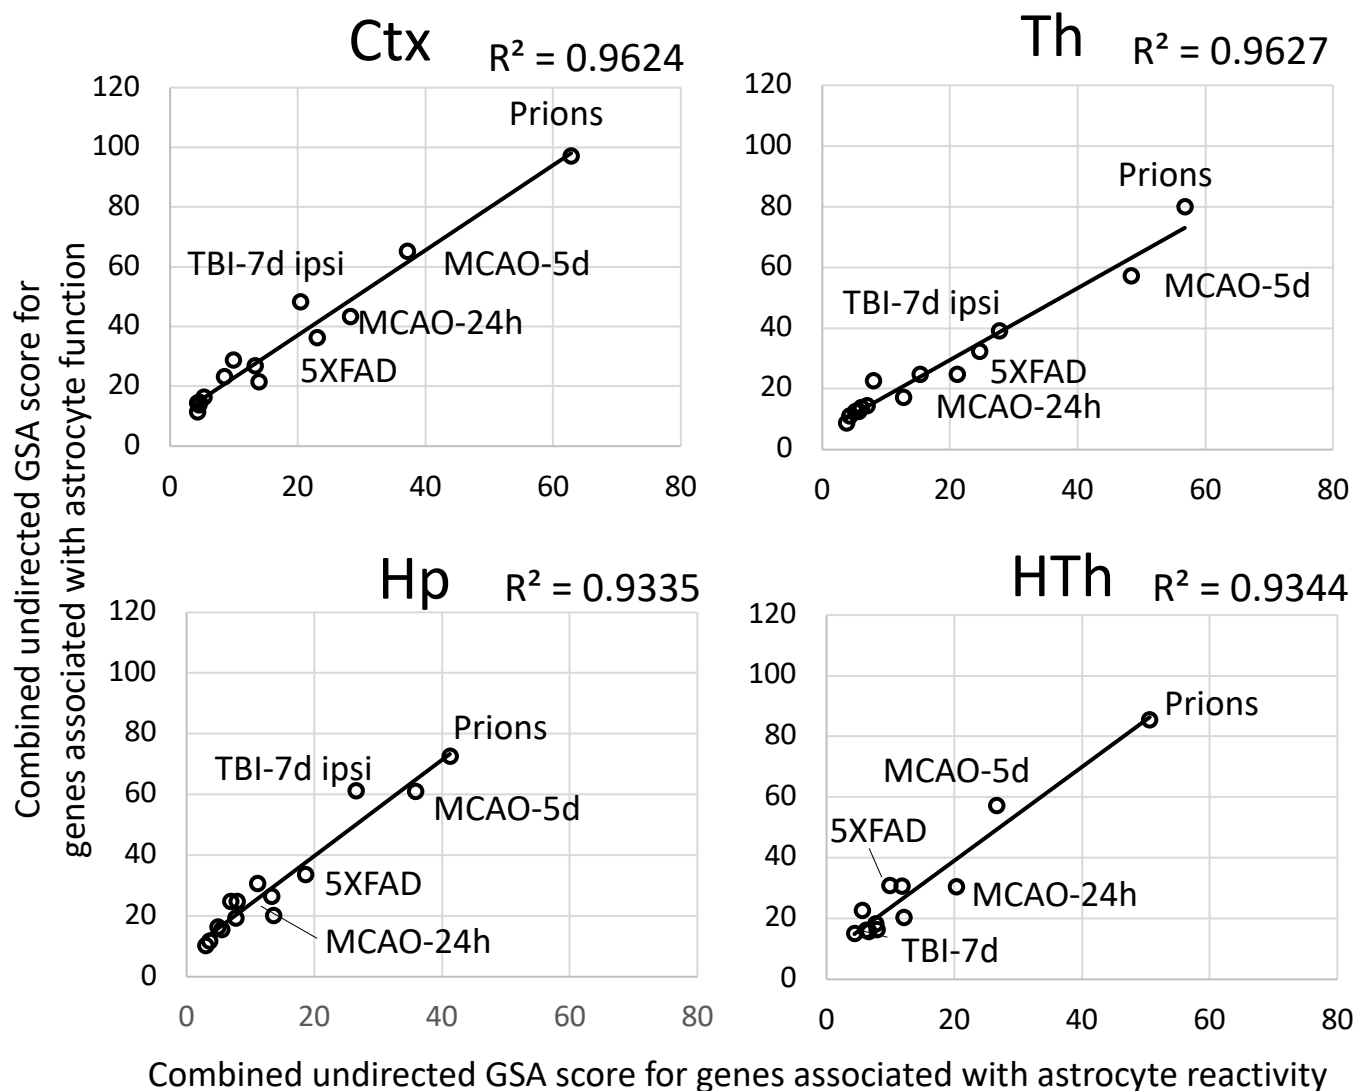 Ctx
R² = 0.9624
120
100
80
60
40
20
0
0 20 40 60 80
Prions
TBI-7d ipsi
MCAO-5d
MCAO-24h
5XFAD
Th
R² = 0.9627
120
100
80
60
40
20
0
0 20 40 60 80
Prions
MCAO-5d
TBI-7d ipsi
5XFAD
MCAO-24h
Hp
R² = 0.9335
120
100
80
60
40
20
0
0 20 40 60 80
Prions
TBI-7d ipsi
MCAO-5d
5XFAD
MCAO-24h
HTh
R² = 0.9344
120
100
80
60
40
20
0
0 20 40 60 80
Prions
MCAO-5d
5XFAD
MCAO-24h
TBI-7d
Combined undirected GSA score for
genes associated with astrocyte function
Combined undirected GSA score for genes associated with astrocyte reactivity